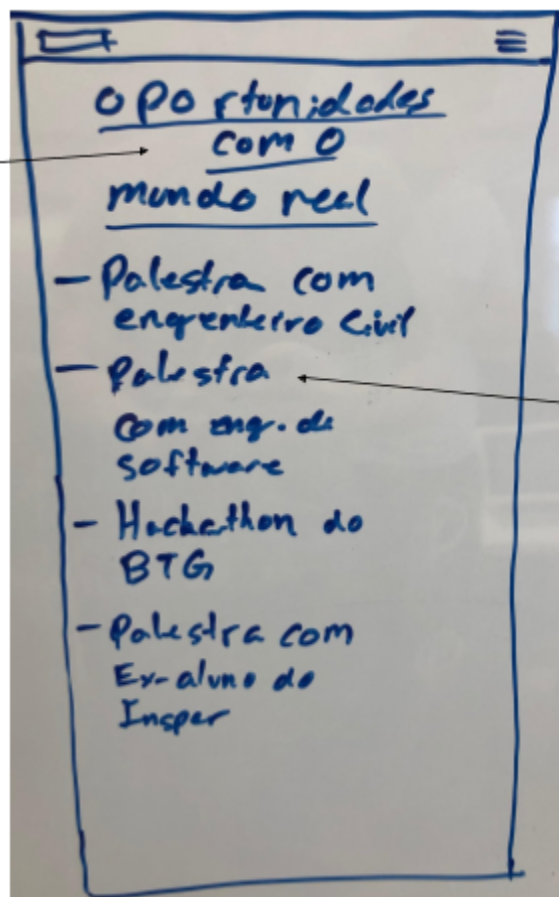 oportunidades
com o
mundo real
- Palestra com
engenheiro Civil
- Palestra
com eng. de
software
- Hackathon do
BTG
- Palestra com
Ex-aluno do
Insper